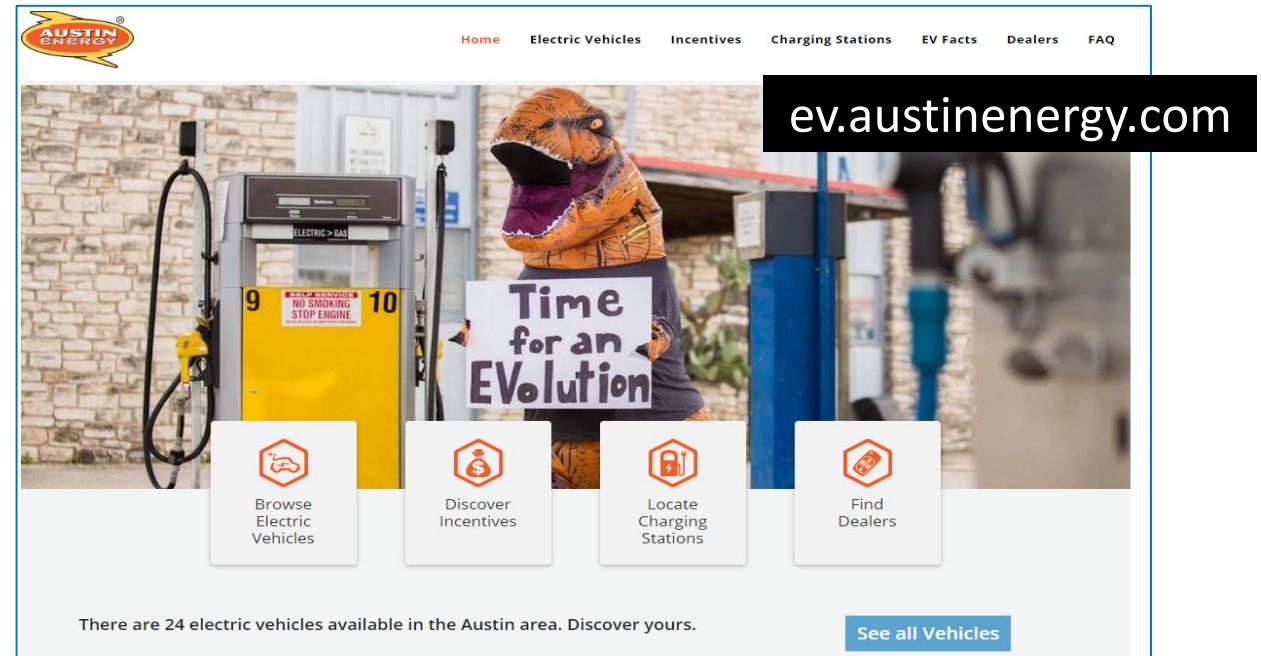 AUSTIN
ENERGY
®
Home Electric Vehicles Incentives Charging Stations EV Facts Dealers FAQ
ev.austinenergy.com
Gallons
ELECTRIC > GAS
9 10
SELF SERVICE
NO SMOKING
STOP ENGINE
Time
for an
EVolution
Browse
Electric
Vehicles
Discover
Incentives
Locate
Charging
Stations
Find
Dealers
There are 24 electric vehicles available in the Austin area. Discover yours.
See all Vehicles